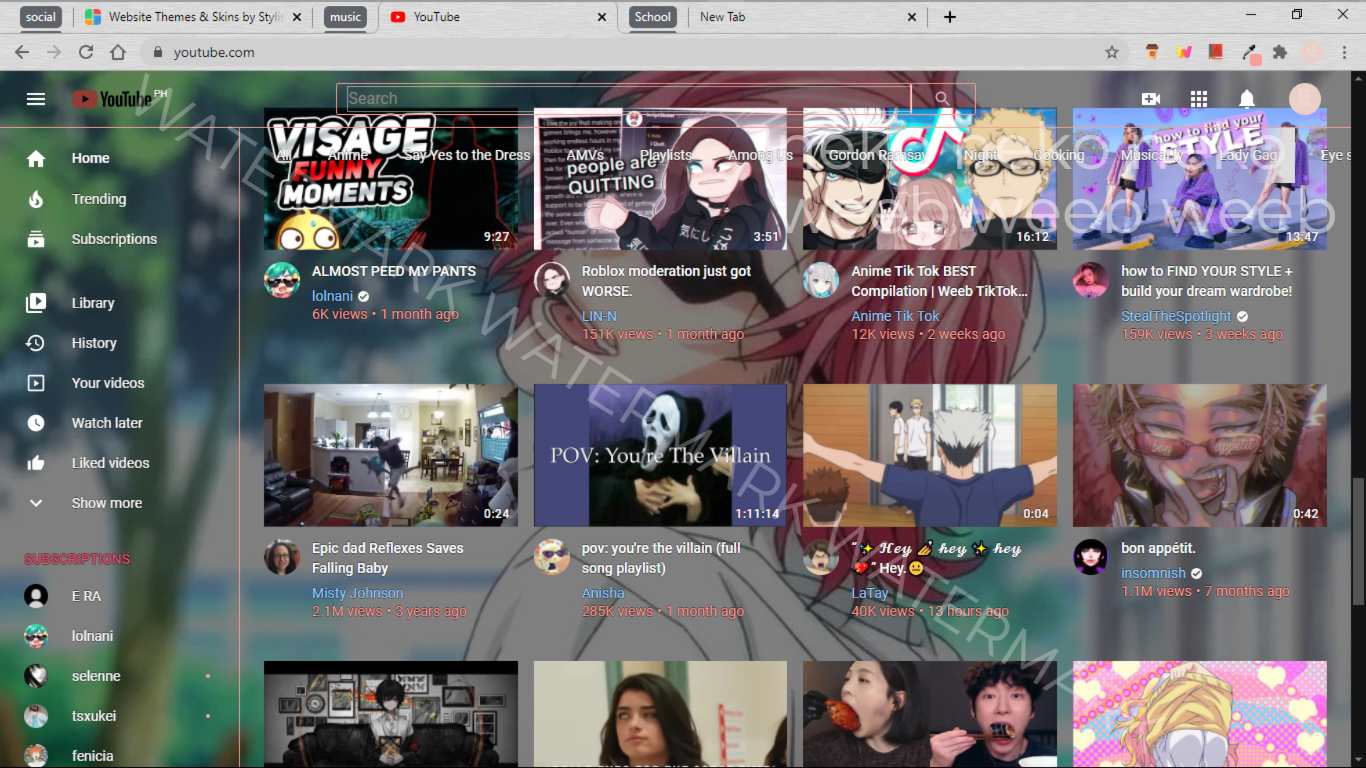 social
Website Themes & Skins by Styli
music
YouTube
School
New Tab
youtube.com
YouTube PH
Search
All
Anime
Say Yes to the Dress
AMVs
Playlists
Among Us
Gordon Ramsay
Night
Cooking
Musical.ly
Lady Gag
Eye s
weeb weeb weeb
WATERMARK WATERMARK WATERMARK WATERMA
Home
Trending
Subscriptions
Library
History
Your videos
Watch later
Liked videos
Show more
SUBSCRIPTIONS
E RA
lolnani
selenne
tsxukei
fenicia
VISAGE
FUNNY
MOMENTS
9:27
ALMOST PEED MY PANTS
lolnani
6K views • 1 month ago
people are
QUITTING
3:51
Roblox moderation just got
WORSE.
LIN-N
151K views • 1 month ago
16:12
Anime Tik Tok BEST
Compilation | Weeb TikTok…
Anime Tik Tok
12K views • 2 weeks ago
how to find your
STYLE
13:47
how to FIND YOUR STYLE +
build your dream wardrobe!
StealTheSpotlight
159K views • 3 weeks ago
0:24
Epic dad Reflexes Saves
Falling Baby
Misty Johnson
2.1M views • 3 years ago
POV: You're The Villain
1:11:14
pov: you're the villain (full
song playlist)
Anisha
285K views • 1 month ago
0:04
"✨ 𝓗𝓮𝔂 💅 𝓱𝓮𝔂 ✨ 𝓱𝓮𝔂
💖" Hey.😐
LaTay
40K views • 13 hours ago
0:42
bon appétit.
insomnish
1.1M views • 7 months ago